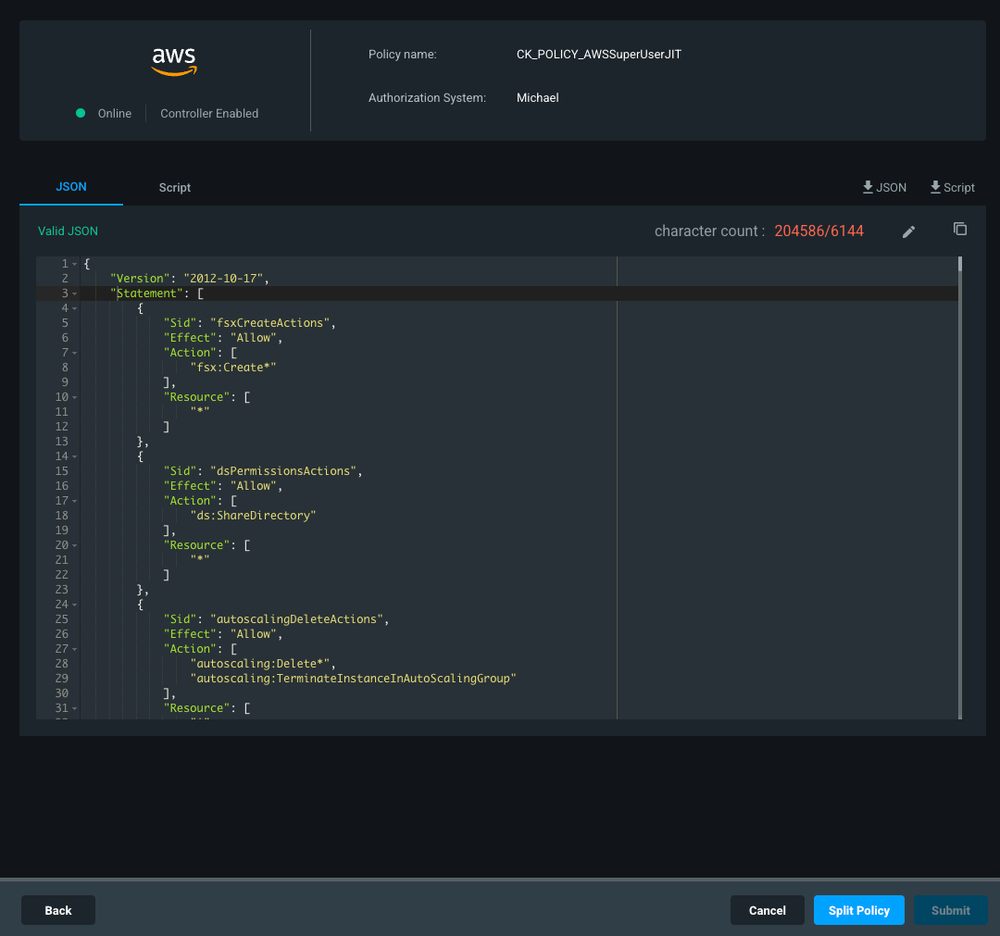 aws
Online
Controller Enabled
Policy name: CK_POLICY_AWSSuperUserJIT
Authorization System: Michael
JSON Script JSON Script
Valid JSON character count : 204586/6144
1 {
2 "Version": "2012-10-17",
3 "Statement": [
4 {
5 "Sid": "fsxCreateActions",
6 "Effect": "Allow",
7 "Action": [
8 "fsx:Create*"
9 ],
10 "Resource": [
11 "*"
12 ]
13 },
14 {
15 "Sid": "dsPermissionsActions",
16 "Effect": "Allow",
17 "Action": [
18 "ds:ShareDirectory"
19 ],
20 "Resource": [
21 "*"
22 ]
23 },
24 {
25 "Sid": "autoscalingDeleteActions",
26 "Effect": "Allow",
27 "Action": [
28 "autoscaling:Delete*",
29 "autoscaling:TerminateInstanceInAutoScalingGroup"
30 ],
31 "Resource": [
Back Cancel Split Policy Submit